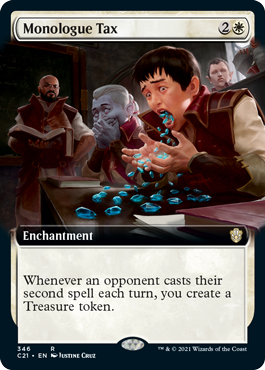 Monologue Tax 2
Enchantment
Whenever an opponent casts their
second spell each turn, you create a
Treasure token.
346 R
C21 • EN Justine Cruz
™ & © 2021 Wizards of the Coast